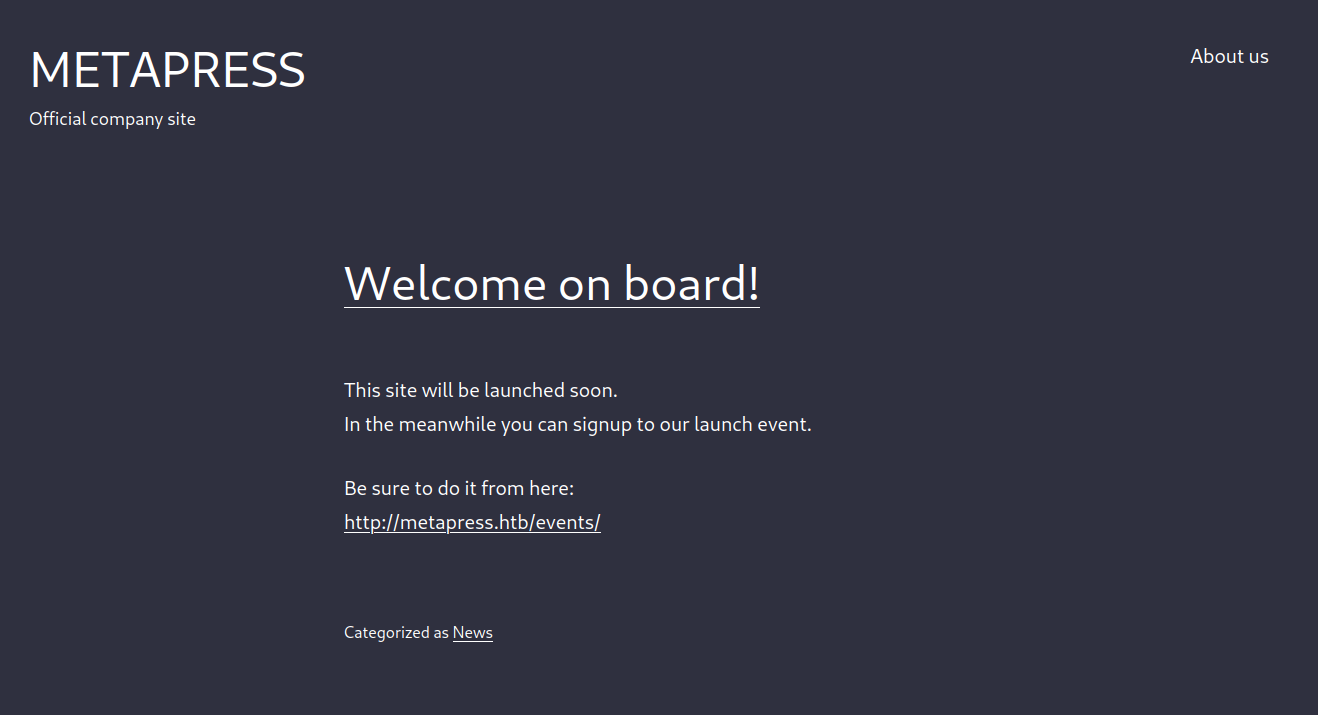 METAPRESS
About us
Official company site
Welcome on board!
This site will be launched soon.
In the meanwhile you can signup to our launch event.
Be sure to do it from here:
http://metapress.htb/events/
Categorized as News